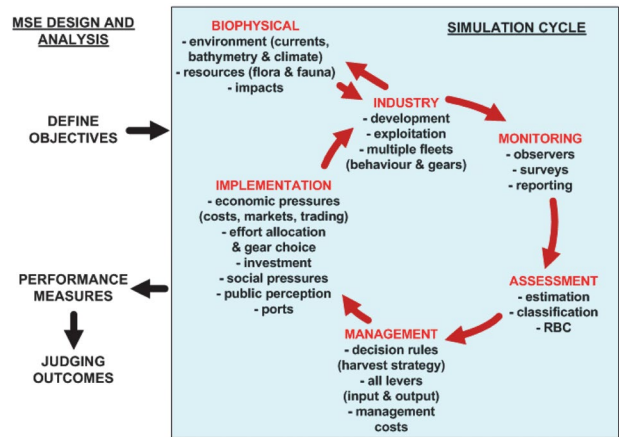 MSE DESIGN AND
ANALYSIS
DEFINE
OBJECTIVES
PERFORMANCE
MEASURES
JUDGING
OUTCOMES
SIMULATION CYCLE
BIOPHYSICAL
- environment (currents,
bathymetry & climate)
- resources (flora & fauna)
- impacts
INDUSTRY
- development
- exploitation
- multiple fleets
(behaviour & gears)
MONITORING
- observers
- surveys
- reporting
ASSESSMENT
- estimation
- classification
- RBC
MANAGEMENT
- decision rules
(harvest strategy)
- all levers
(input & output)
- management
costs
IMPLEMENTATION
- economic pressures
(costs, markets, trading)
- effort allocation
& gear choice
- investment
- social pressures
- public perception
- ports